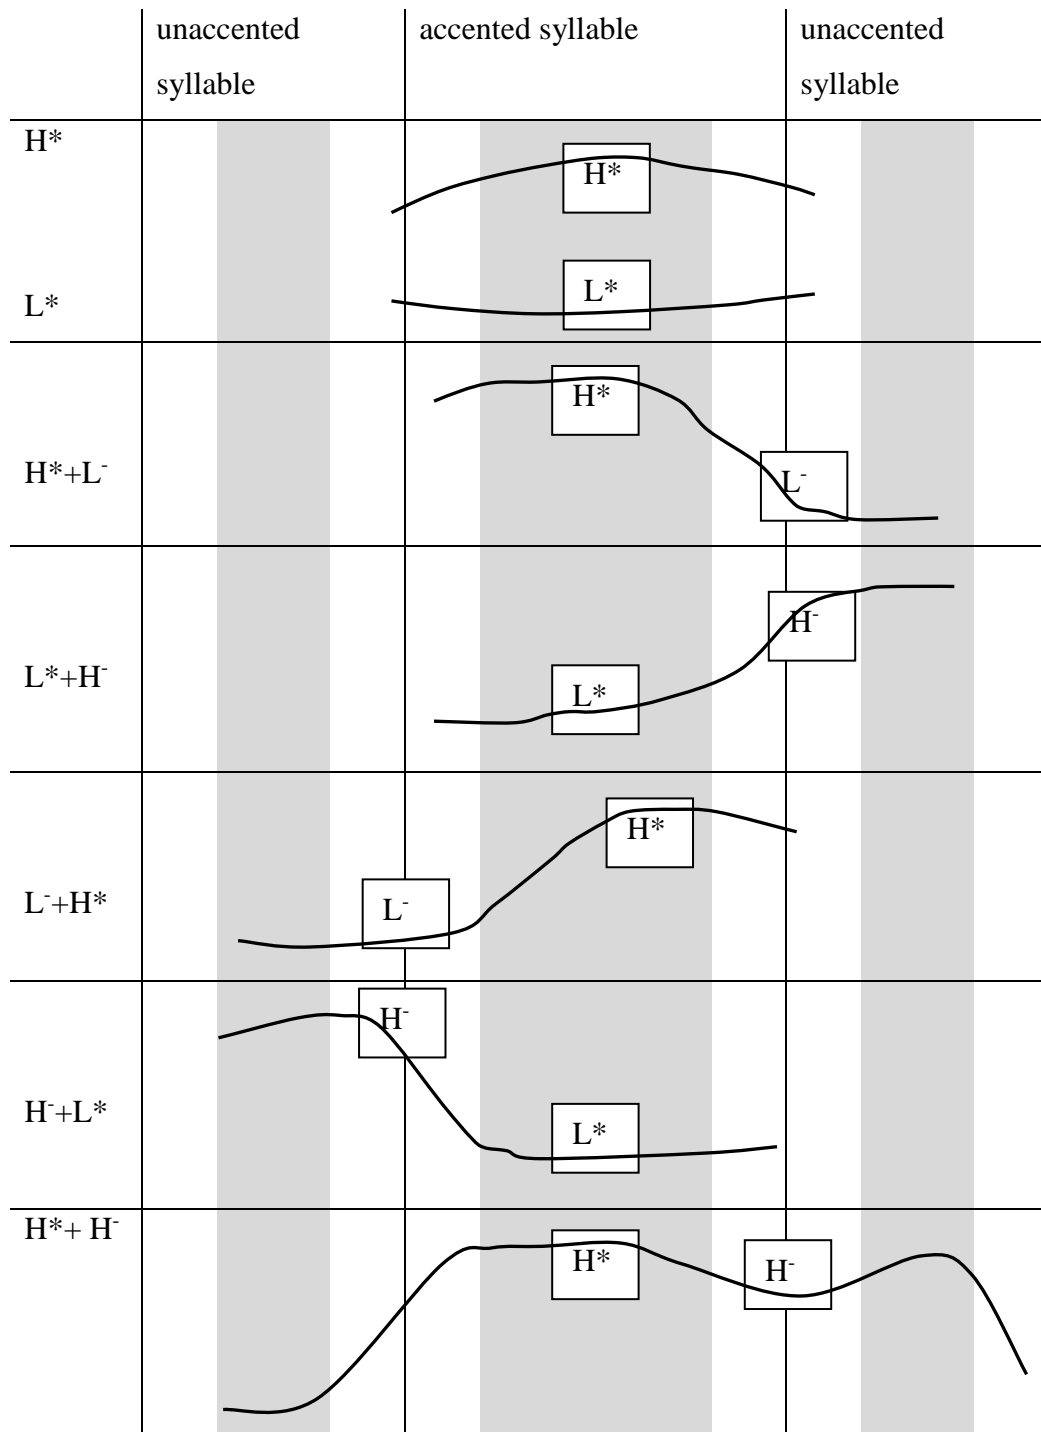 unaccented
syllable
accented syllable
unaccented
syllable
H*
H*
L*
L*
H*
H*+L⁻
L⁻
H⁻
L*+H⁻
L*
H*
L⁻+H*
L⁻
H⁻
H⁻+L*
L*
H*+ H⁻
H*
H⁻